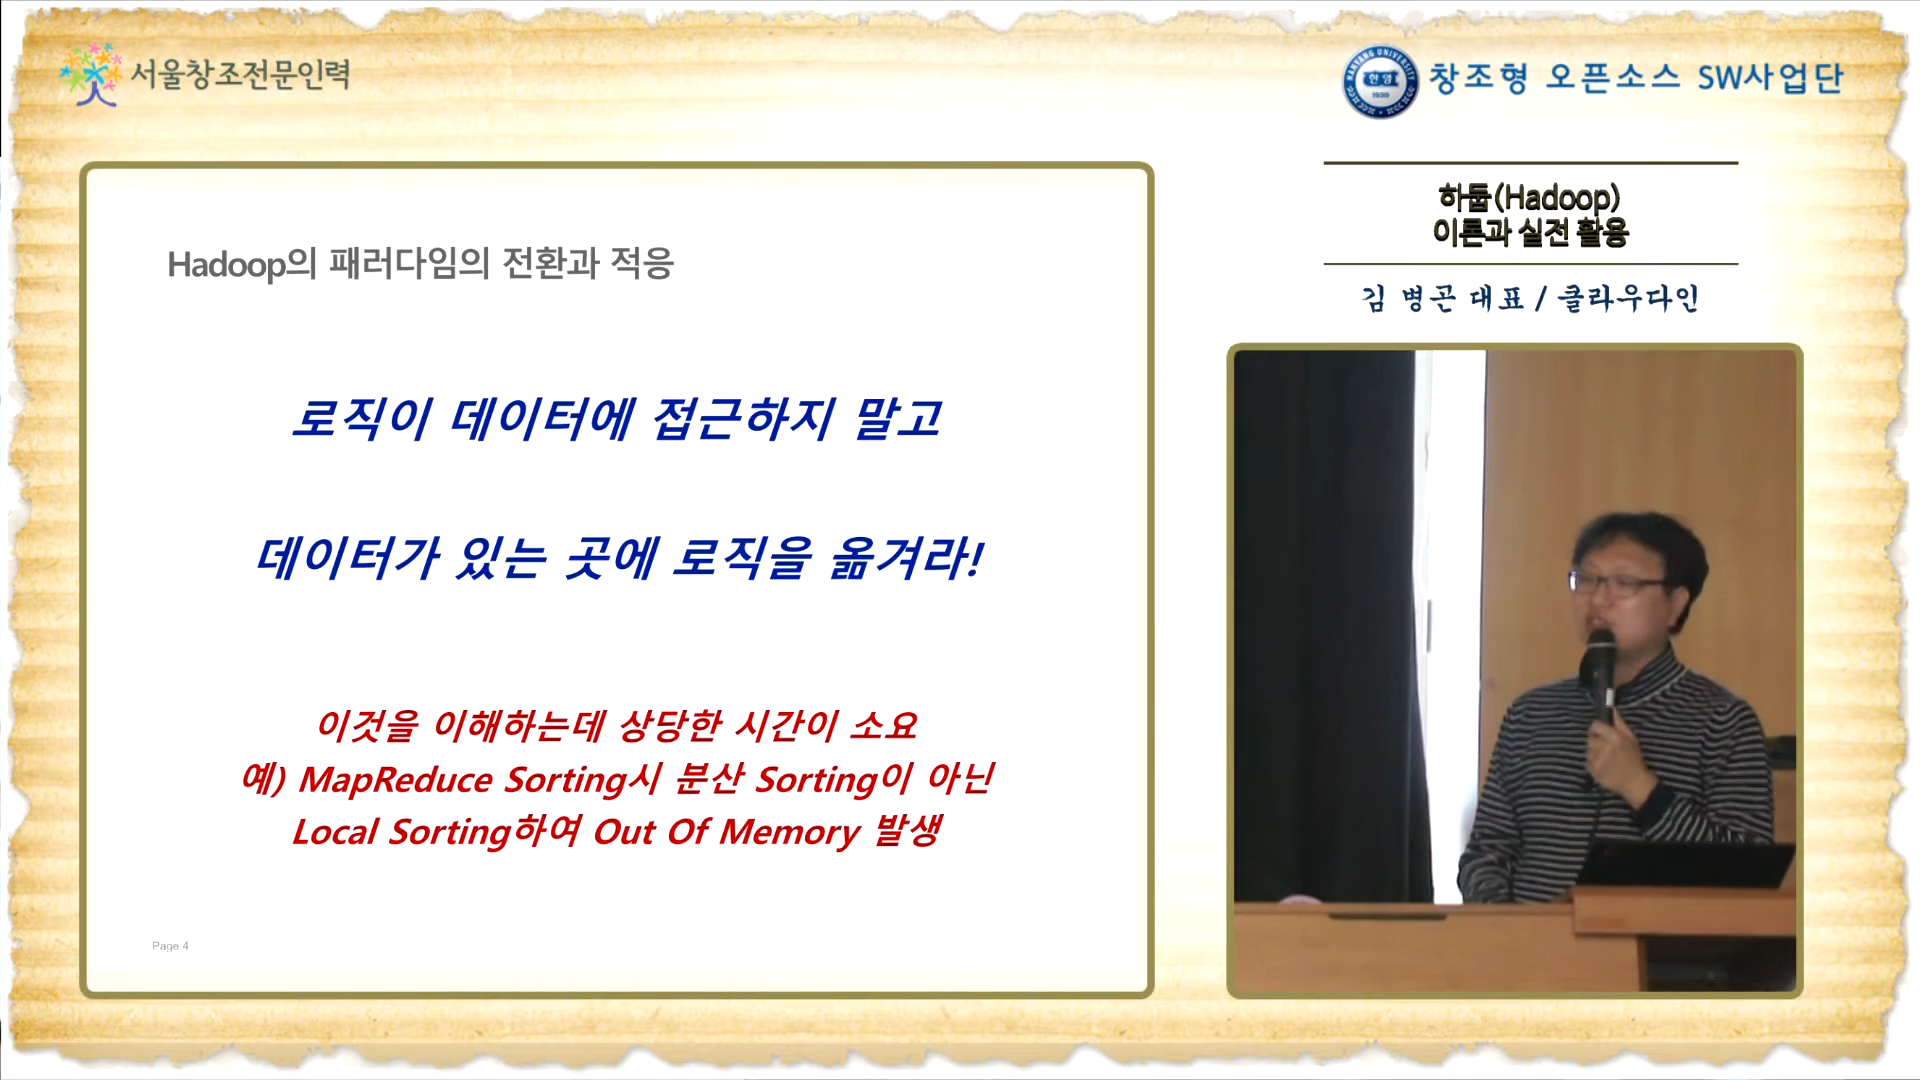 서울창조전문인력
HANYANG UNIVERSITY
한양
1939
창조형 오픈소스 SW사업단
하둡(Hadoop)
이론과 실전 활용
김 병곤 대표 / 클라우다인
Hadoop의 패러다임의 전환과 적응
로직이 데이터에 접근하지 말고
데이터가 있는 곳에 로직을 옮겨라!
이것을 이해하는데 상당한 시간이 소요
예) MapReduce Sorting시 분산 Sorting이 아닌
Local Sorting하여 Out Of Memory 발생
Page 4